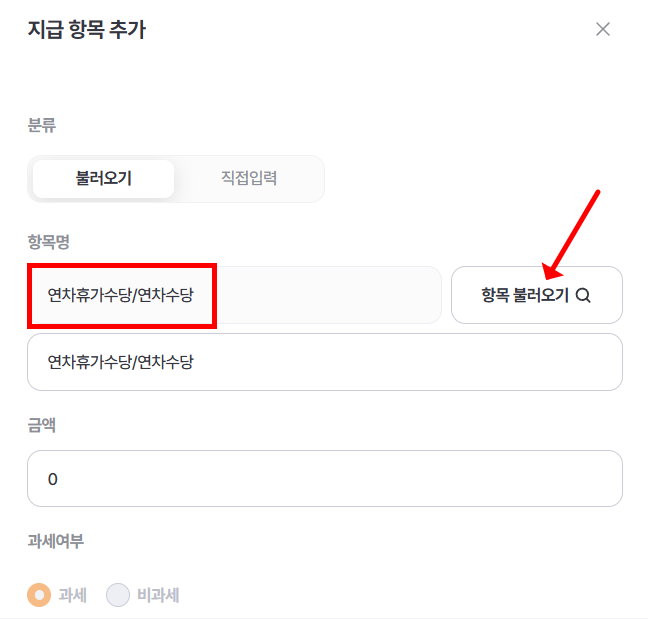 지급 항목 추가
분류
불러오기 직접입력
항목명
연차휴가수당/연차수당 항목 불러오기
연차휴가수당/연차수당
금액
0
과세여부
과세 비과세